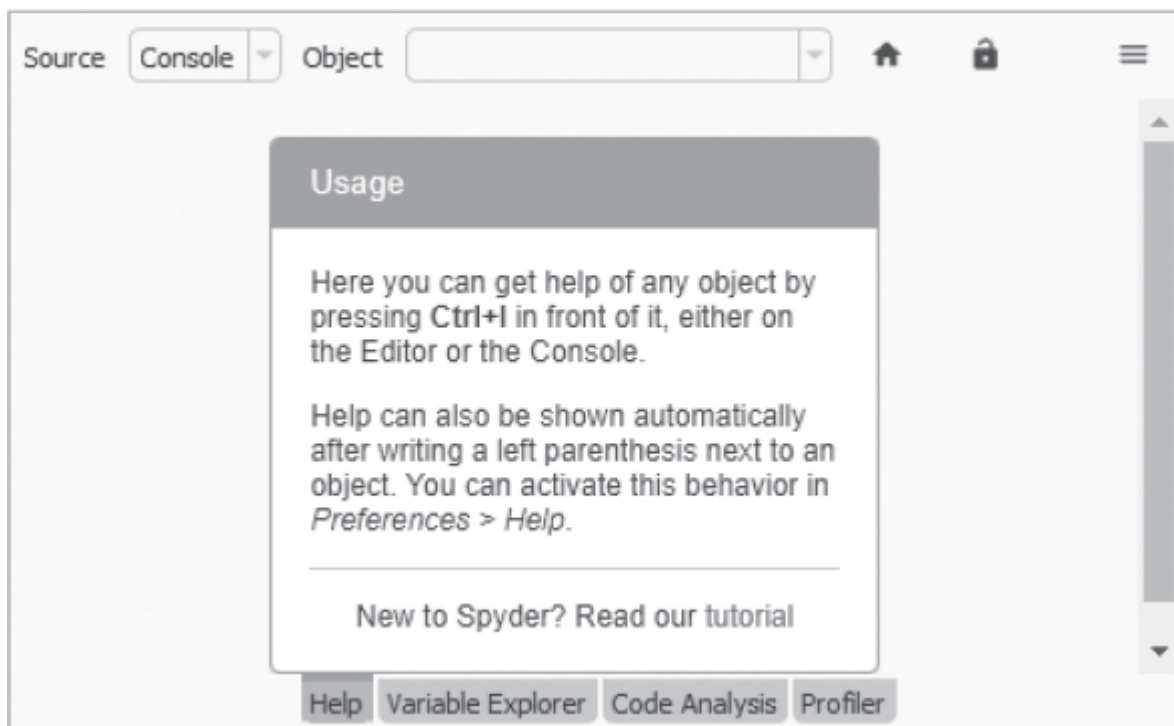 Source Console Object
Usage
Here you can get help of any object by
pressing Ctrl+I in front of it, either on
the Editor or the Console.
Help can also be shown automatically
after writing a left parenthesis next to an
object. You can activate this behavior in
Preferences > Help.
New to Spyder? Read our tutorial
Help Variable Explorer Code Analysis Profiler